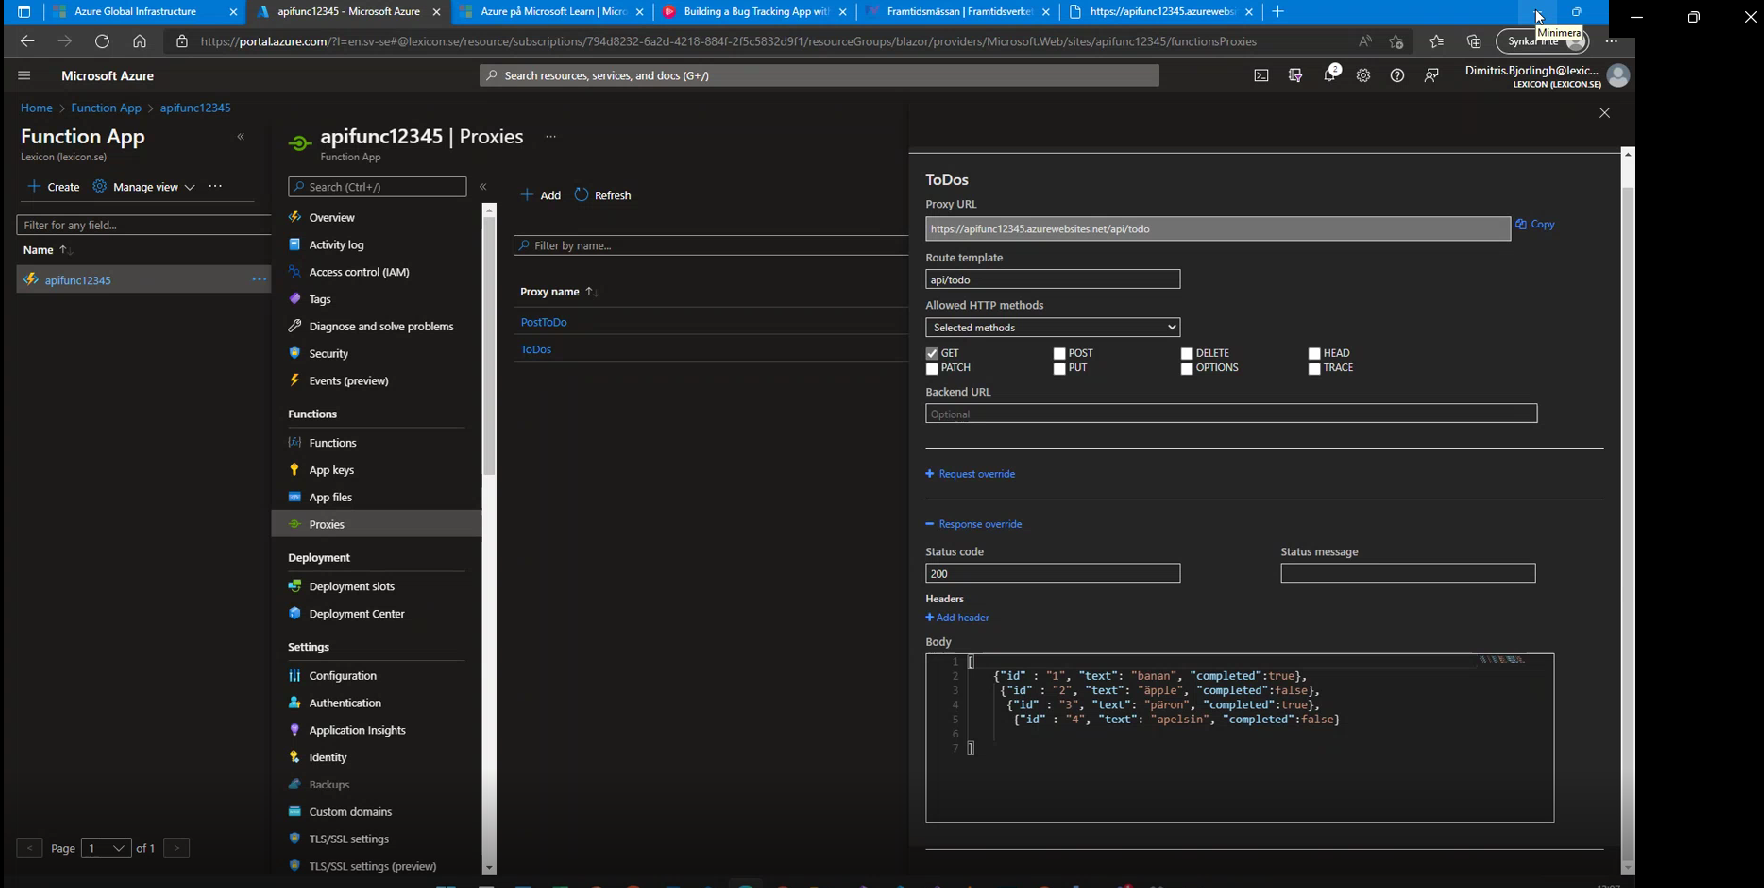 Azure Global Infrastructure
apifunc12345 - Microsoft Azure
Azure på Microsoft Learn | Micro
Building a Bug Tracking App with
Framtidsmässan | Framtidsverket
https://apifunc12345.azurewebsi
Minimera
https://portal.azure.com/?l=en.sv-se#@lexicon.se/resource/subscriptions/794d8232-6a2d-4218-884f-2f5c5832d9f1/resourceGroups/blazor/providers/Microsoft.Web/sites/apifunc12345/functionsProxies
Synkar inte
Microsoft Azure
Search resources, services, and docs (G+/)
2
Dimitris.Bjorlingh@lexic...
LEXICON (LEXICON.SE)
Home > Function App > apifunc12345
Function App
Lexicon (lexicon.se)
Create
Manage view
Filter for any field...
Name
apifunc12345
Page 1 of 1
apifunc12345 | Proxies
Function App
Search (Ctrl+/)
Overview
Activity log
Access control (IAM)
Tags
Diagnose and solve problems
Security
Events (preview)
Functions
Functions
App keys
App files
Proxies
Deployment
Deployment slots
Deployment Center
Settings
Configuration
Authentication
Application Insights
Identity
Backups
Custom domains
TLS/SSL settings
TLS/SSL settings (preview)
Add
Refresh
Filter by name...
Proxy name
PostToDo
ToDos
ToDos
Proxy URL
https://apifunc12345.azurewebsites.net/api/todo
Copy
Route template
api/todo
Allowed HTTP methods
Selected methods
GET POST DELETE HEAD
PATCH PUT OPTIONS TRACE
Backend URL
Optional
Request override
Response override
Status code
Status message
200
Headers
Add header
Body
1 [
2 {"id" : "1", "text": "banan", "completed":true},
3 {"id" : "2", "text": "äpple", "completed":false},
4 {"id" : "3", "text": "päron", "completed":true},
5 {"id" : "4", "text": "apelsin", "completed":false}
6
7 ]